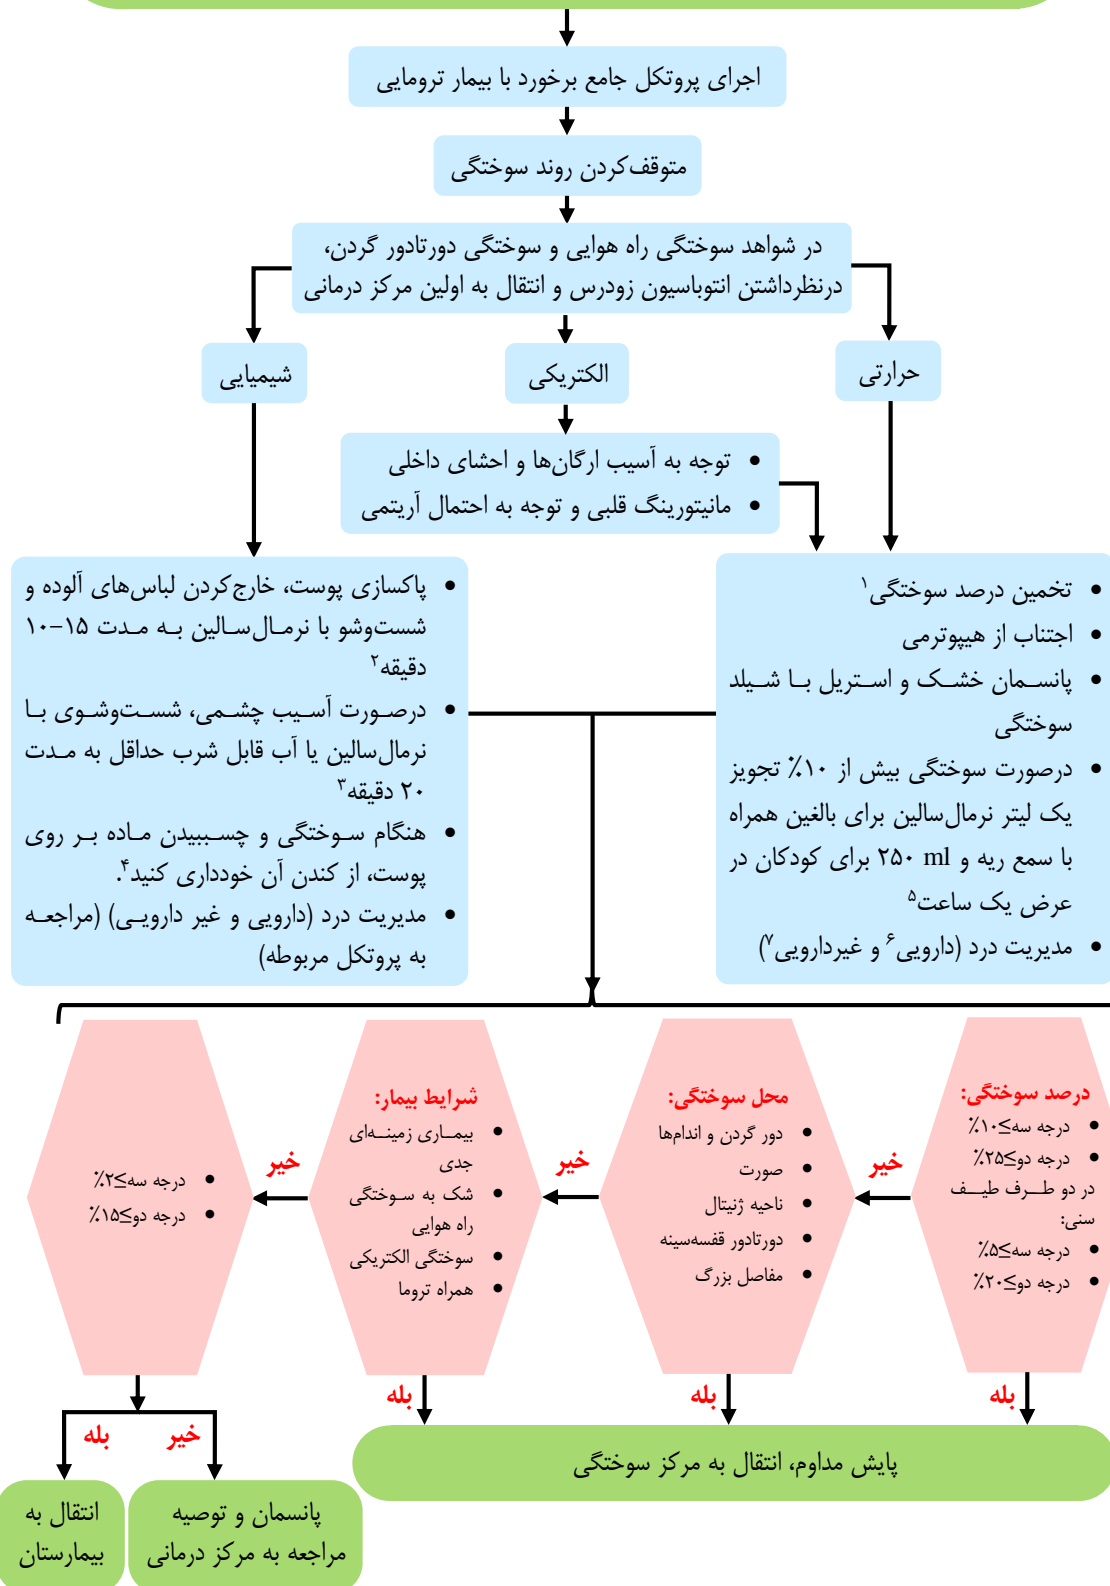 اجرای پروتکل جامع برخورد با بیمار ترومایی
متوقف‌کردن روند سوختگی
در شواهد سوختگی راه هوایی و سوختگی دورتادور گردن،
درنظرداشتن انتوباسیون زودرس و انتقال به اولین مرکز درمانی
حرارتی
الکتریکی
شیمیایی
• توجه به آسیب ارگان‌ها و احشای داخلی
• مانیتورینگ قلبی و توجه به احتمال آریتمی
• تخمین درصد سوختگی۱
• اجتناب از هیپوترمی
• پانسمان خشک و استریل با شیلد
سوختگی
• درصورت سوختگی بیش از ۱۰٪ تجویز
یک لیتر نرمال‌سالین برای بالغین همراه
با سمع ریه و ۲۵۰ ml برای کودکان در
عرض یک ساعت۵
• مدیریت درد (دارویی۶ و غیردارویی۷)
• پاکسازی پوست، خارج‌کردن لباس‌های آلوده و
شست‌وشو با نرمال‌سالین به مدت ۱۵-۱۰
دقیقه۲
• درصورت آسیب چشمی، شست‌وشوی با
نرمال‌سالین یا آب قابل شرب حداقل به مدت
۲۰ دقیقه۳
• هنگام سوختگی و چسببیدن ماده بر روی
پوست، از کندن آن خودداری کنید۴.
• مدیریت درد (دارویی و غیر دارویی) (مراجعه
به پروتکل مربوطه)
درصد سوختگی:
• درجه سه≥۱۰٪
• درجه دو≥۲۵٪
در دو طرف طیف
سنی:
• درجه سه≥۵٪
• درجه دو≥۲۰٪
خیر
محل سوختگی:
• دور گردن و اندام‌ها
• صورت
• ناحیه ژنیتال
• دورتادور قفسه‌سینه
• مفاصل بزرگ
خیر
شرایط بیمار:
• بیماری زمینه‌ای
جدی
• شک به سوختگی
راه هوایی
• سوختگی الکتریکی
• همراه تروما
خیر
• درجه سه≥۲٪
• درجه دو≥۱۵٪
بله
بله
بله
پایش مداوم، انتقال به مرکز سوختگی
خیر
بله
پانسمان و توصیه
مراجعه به مرکز درمانی
انتقال به
بیمارستان